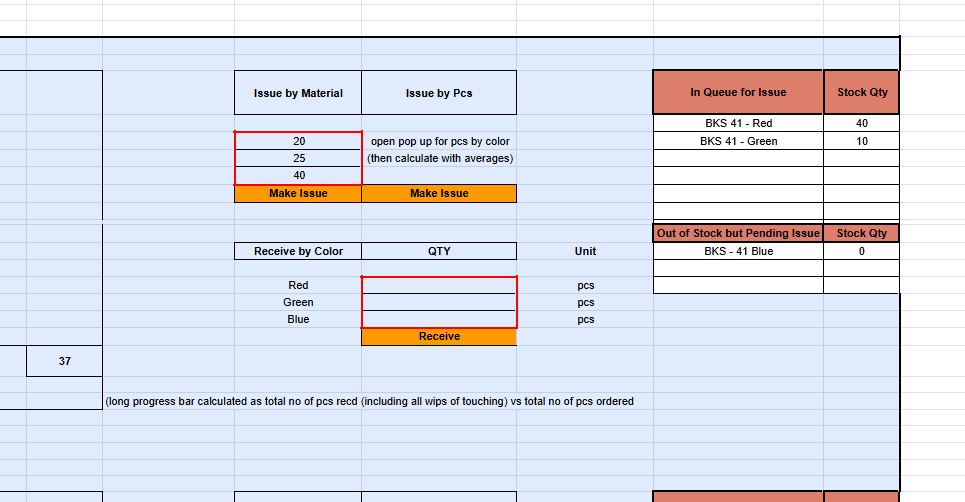 Issue by Material Issue by Pcs In Queue for Issue Stock Qty
BKS 41 - Red 40
20 open pop up for pcs by color BKS 41 - Green 10
25 (then calculate with averages)
40
Make Issue Make Issue
Out of Stock but Pending Issue Stock Qty
Receive by Color QTY Unit BKS - 41 Blue 0
Red pcs
Green pcs
Blue pcs
Receive
37
(long progress bar calculated as total no of pcs recd (including all wips of touching) vs total no of pcs ordered